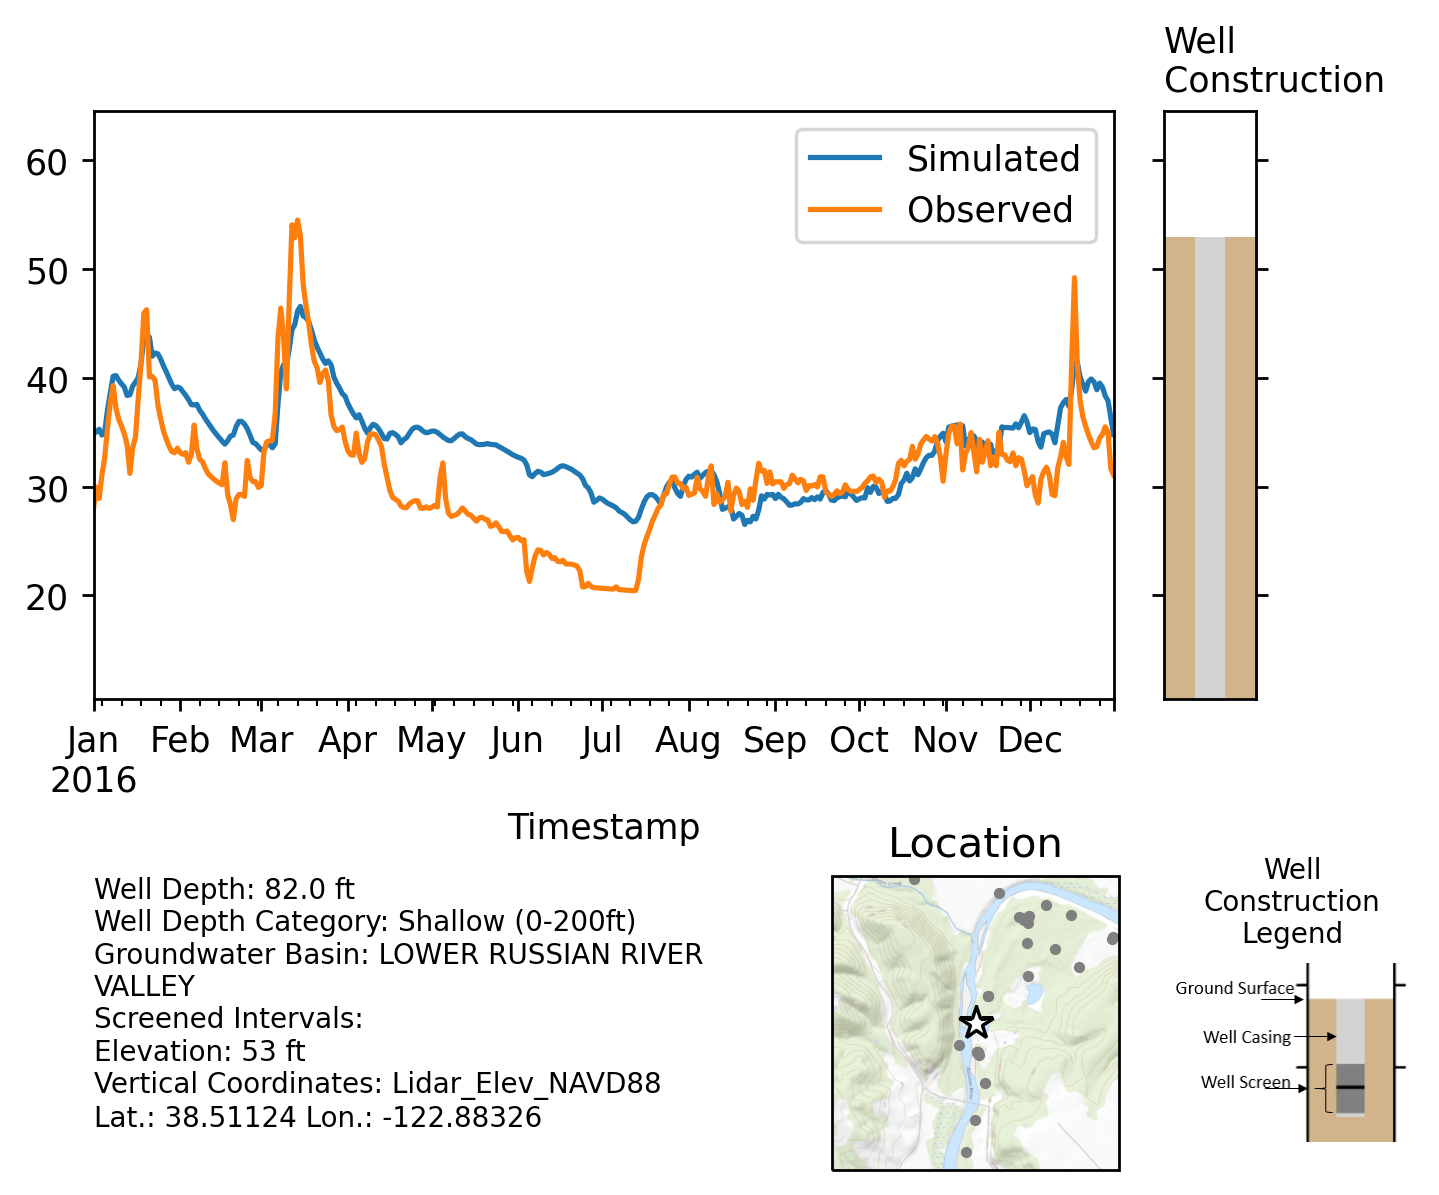 Well
Construction
Simulated
Observed
60
50
40
30
20
Jan
2016
Feb
Mar
Apr
May
Jun
Jul
Aug
Sep
Oct
Nov
Dec
Timestamp
Well Depth: 82.0 ft
Well Depth Category: Shallow (0-200ft)
Groundwater Basin: LOWER RUSSIAN RIVER
VALLEY
Screened Intervals:
Elevation: 53 ft
Vertical Coordinates: Lidar_Elev_NAVD88
Lat.: 38.51124 Lon.: -122.88326
Location
Well
Construction
Legend
Ground Surface
Well Casing
Well Screen